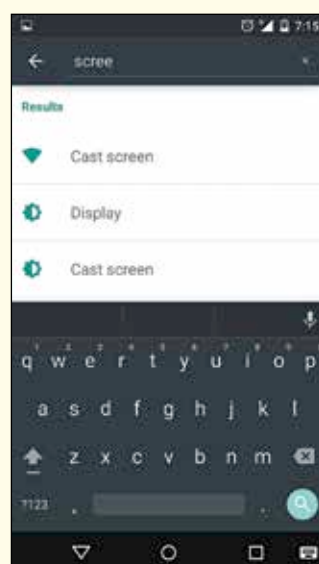 7:15
scree
Results
Cast screen
Display
Cast screen
q w e r t y u i o p
a s d f g h j k l
z x c v b n m
?123 , .